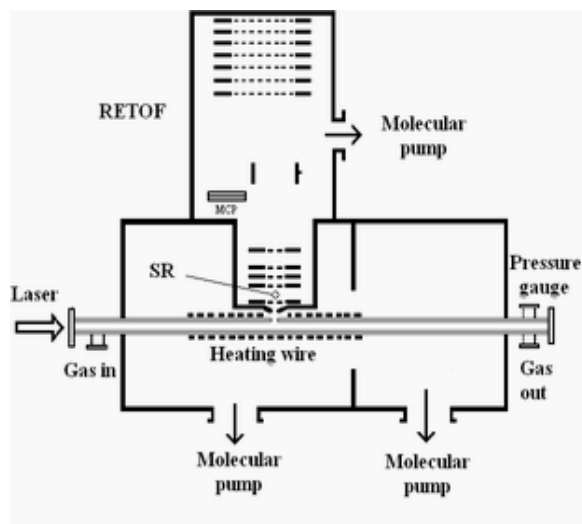 RETOF
Molecular
pump
MCP
SR
Pressure
gauge
Laser
Heating wire
Gas in
Gas
out
Molecular
pump
Molecular
pump